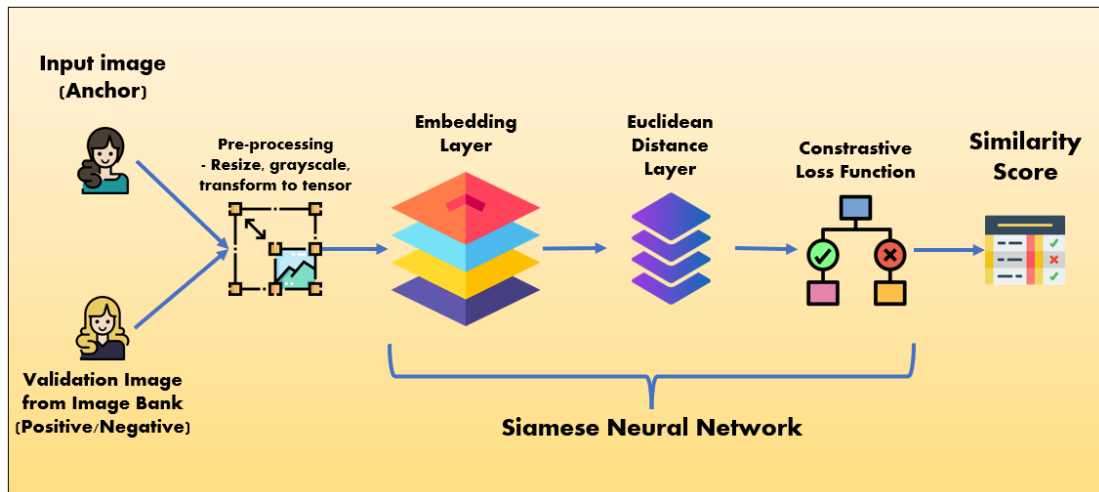 Input image
(Anchor)
Pre-processing
- Resize, grayscale,
transform to tensor
Embedding
Layer
Euclidean
Distance
Layer
Constrastive
Loss Function
Similarity
Score
Validation Image
from Image Bank
(Positive/Negative)
Siamese Neural Network